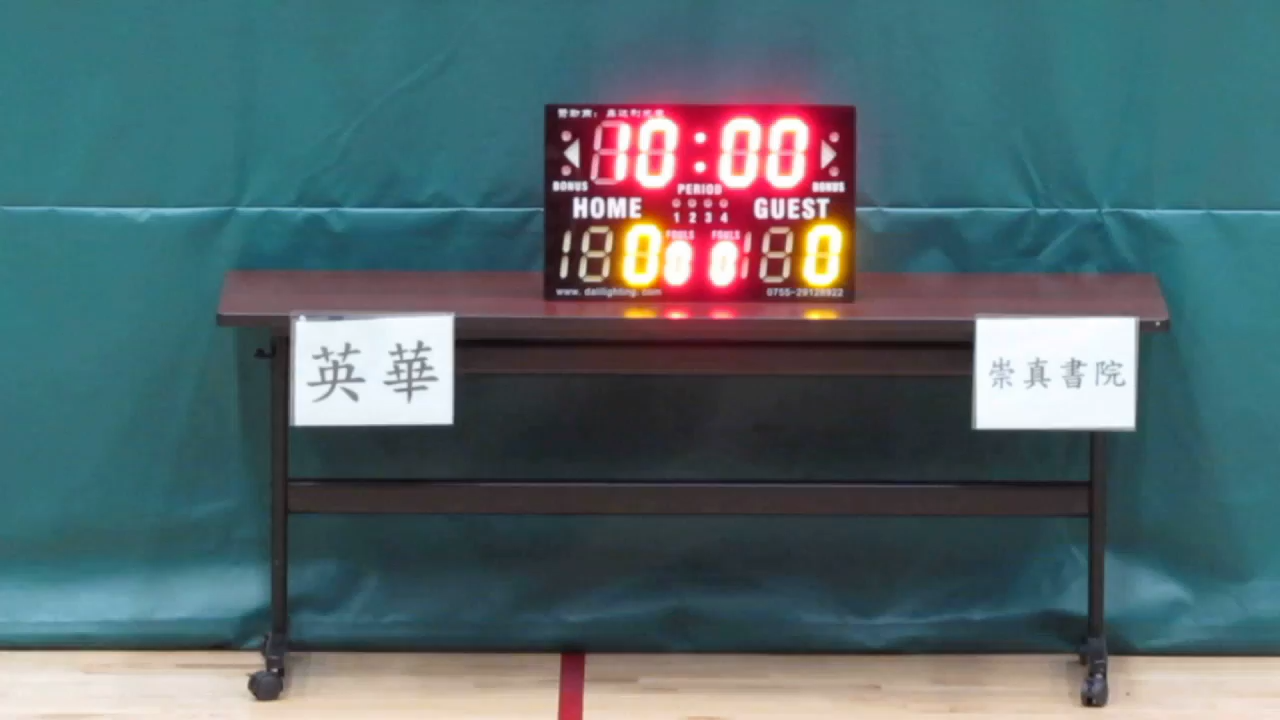 10:00
BONUS
PERIOD
BONUS
HOME
1 2 3 4
GUEST
FOULS FOULS
0 0 0 0
www.dalilighting.com
0755-29128922
英華
崇真書院